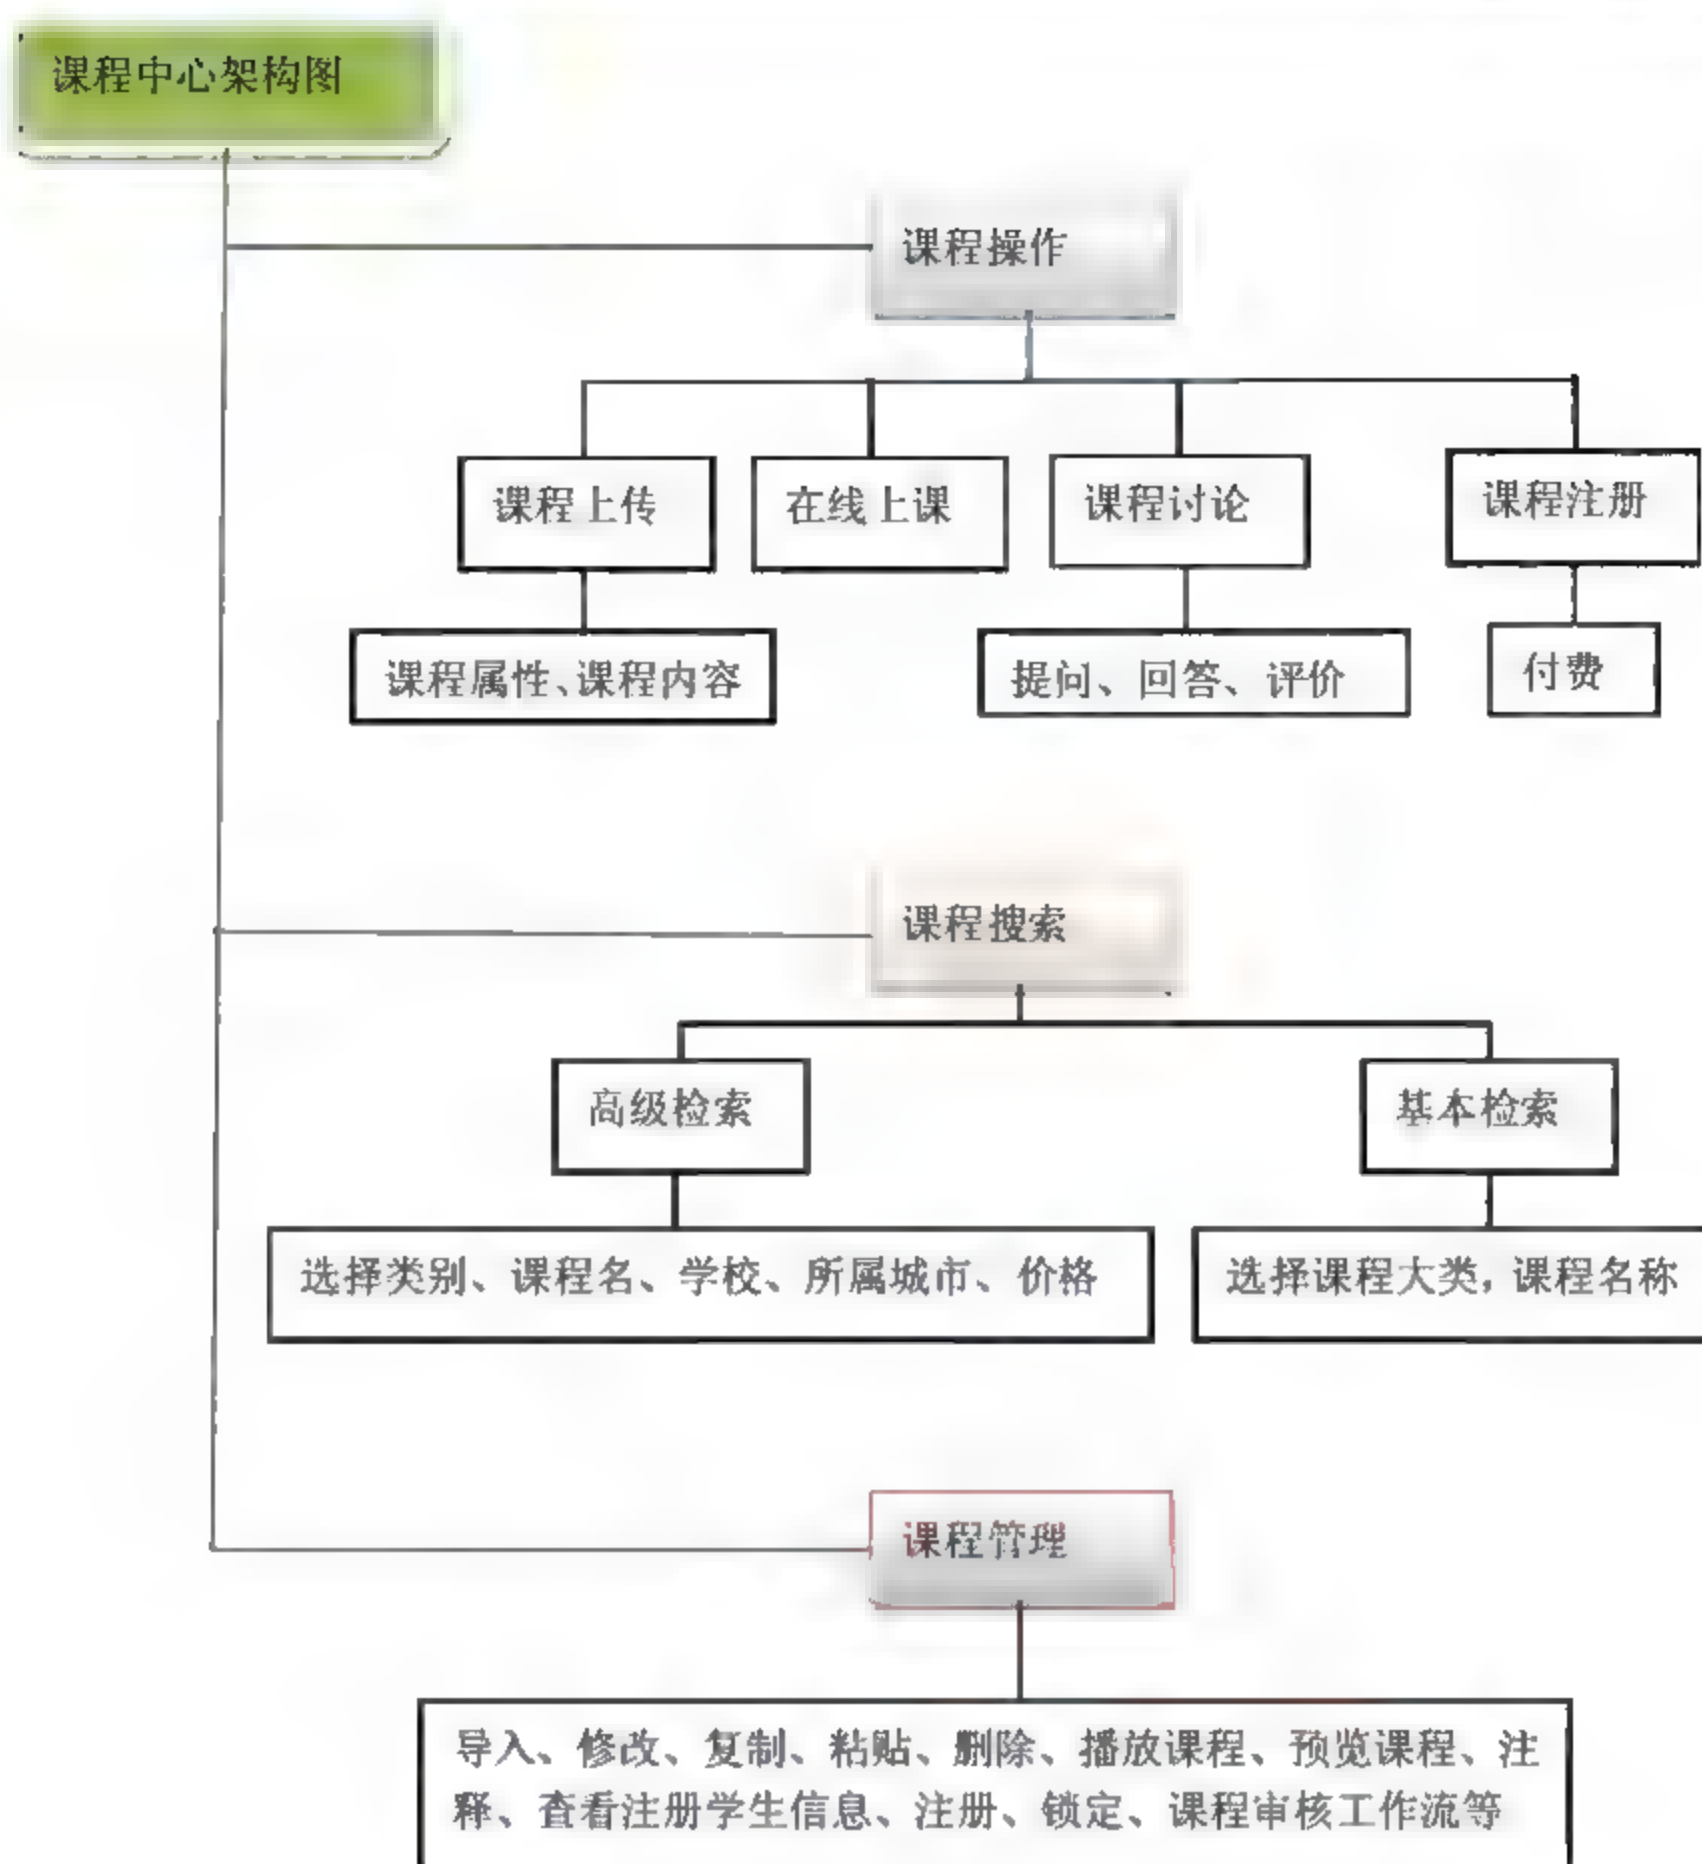 课程中心架构图
课程操作
课程上传
在线上课
课程讨论
课程注册
课程属性、课程内容
提问、回答、评价
付费
课程搜索
高级检索
基本检索
选择类别、课程名、学校、所属城市、价格
选择课程大类，课程名称
课程管理
导入、修改、复制、粘贴、删除、播放课程、预览课程、注
释、查看注册学生信息、注册、锁定、课程审核工作流等